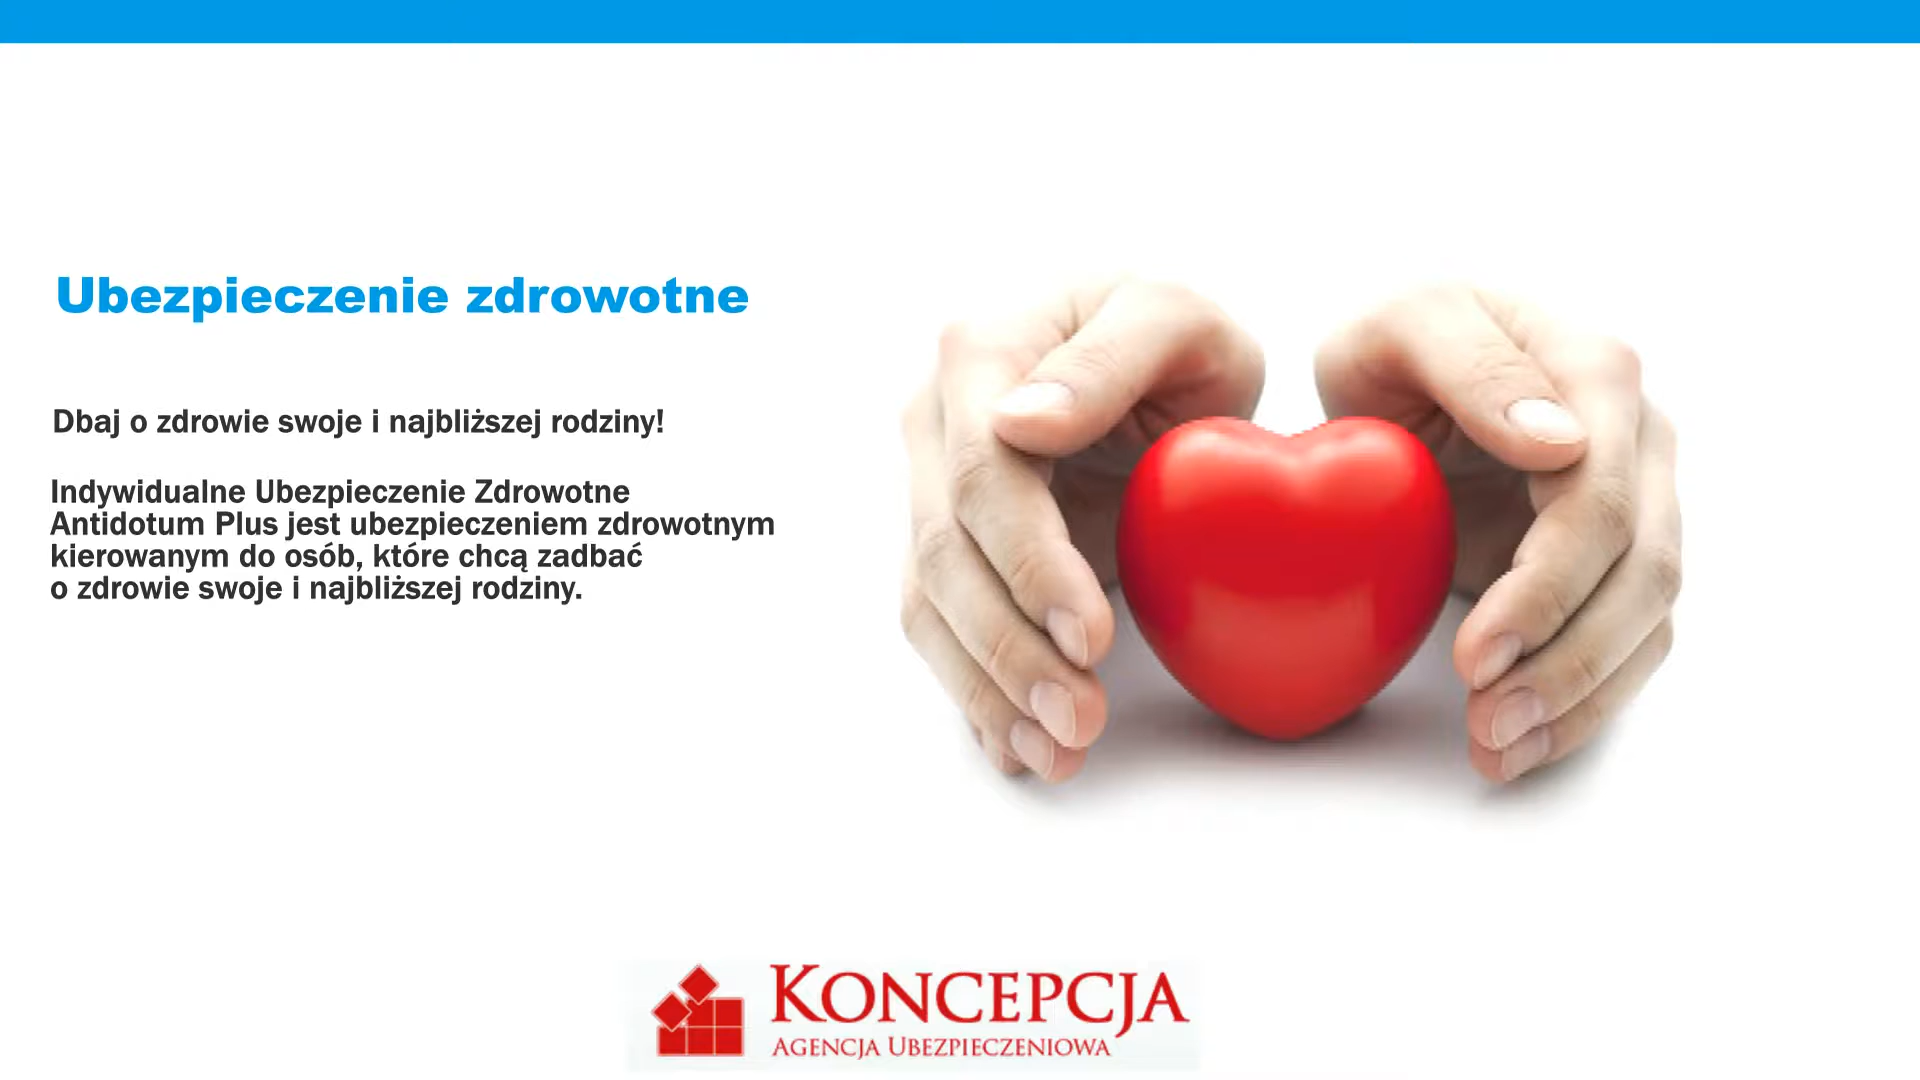 Ubezpieczenie zdrowotne
Dbaj o zdrowie swoje i najbliższej rodziny!
Indywidualne Ubezpieczenie Zdrowotne
Antidotum Plus jest ubezpieczeniem zdrowotnym
kierowanym do osób, które chcą zadbać
o zdrowie swoje i najbliższej rodziny.
KONCEPCJA
AGENCJA UBEZPIECZENIOWA